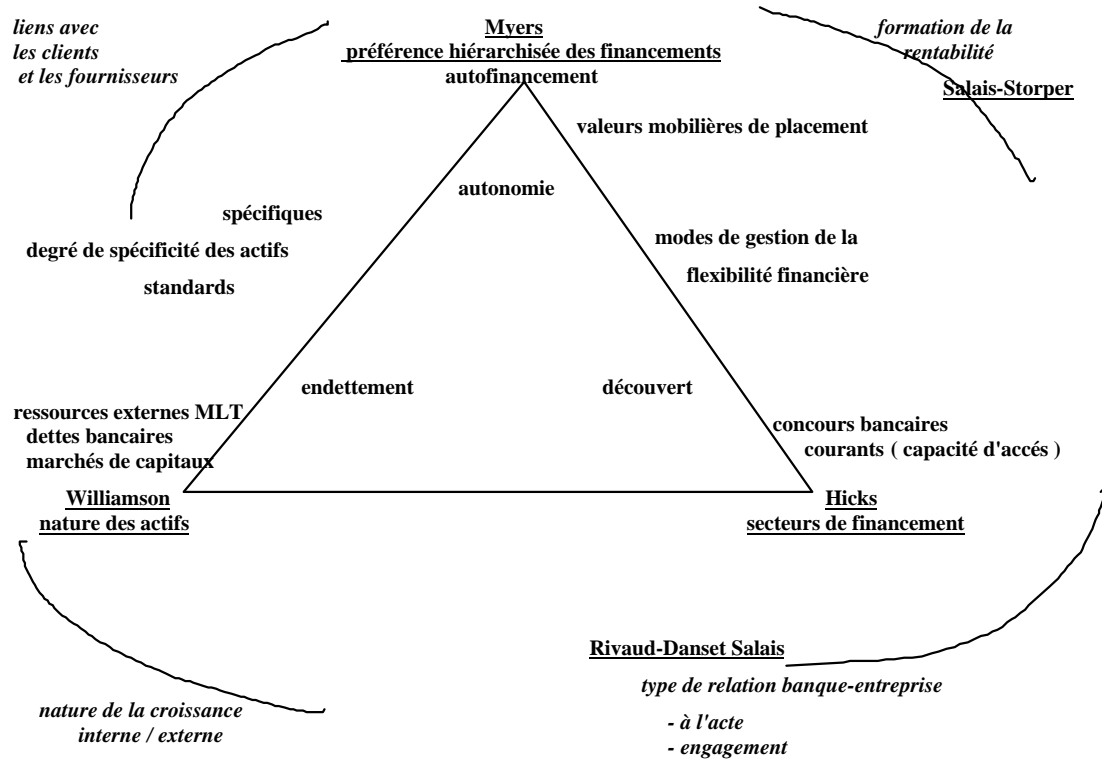 liens avec
les clients
et les fournisseurs
Myers
préférence hiérarchisée des financements
autofinancement
formation de la
rentabilité
Salais-Storper
valeurs mobilières de placement
autonomie
spécifiques
degré de spécificité des actifs
standards
modes de gestion de la
flexibilité financière
endettement
découvert
ressources externes MLT
dettes bancaires
marchés de capitaux
concours bancaires
courants ( capacité d'accés )
Williamson
nature des actifs
Hicks
secteurs de financement
Rivaud-Danset Salais
type de relation banque-entreprise
- à l'acte
- engagement
nature de la croissance
interne / externe